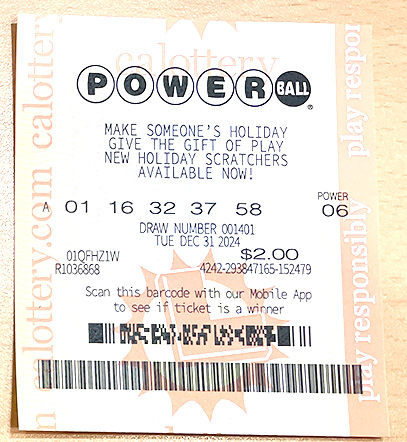 calottery
POWER BALL
®
MAKE SOMEONE'S HOLIDAY
GIVE THE GIFT OF PLAY
NEW HOLIDAY SCRATCHERS
AVAILABLE NOW!
POWER
A 01 16 32 37 58 06
DRAW NUMBER 001401
TUE DEC 31 2024
01QFHZ1W $2.00
R1036868 4242-293847165-152479
Scan this barcode with our Mobile App
to see if ticket is a winner
calottery.com calottery
play responsibly play respon